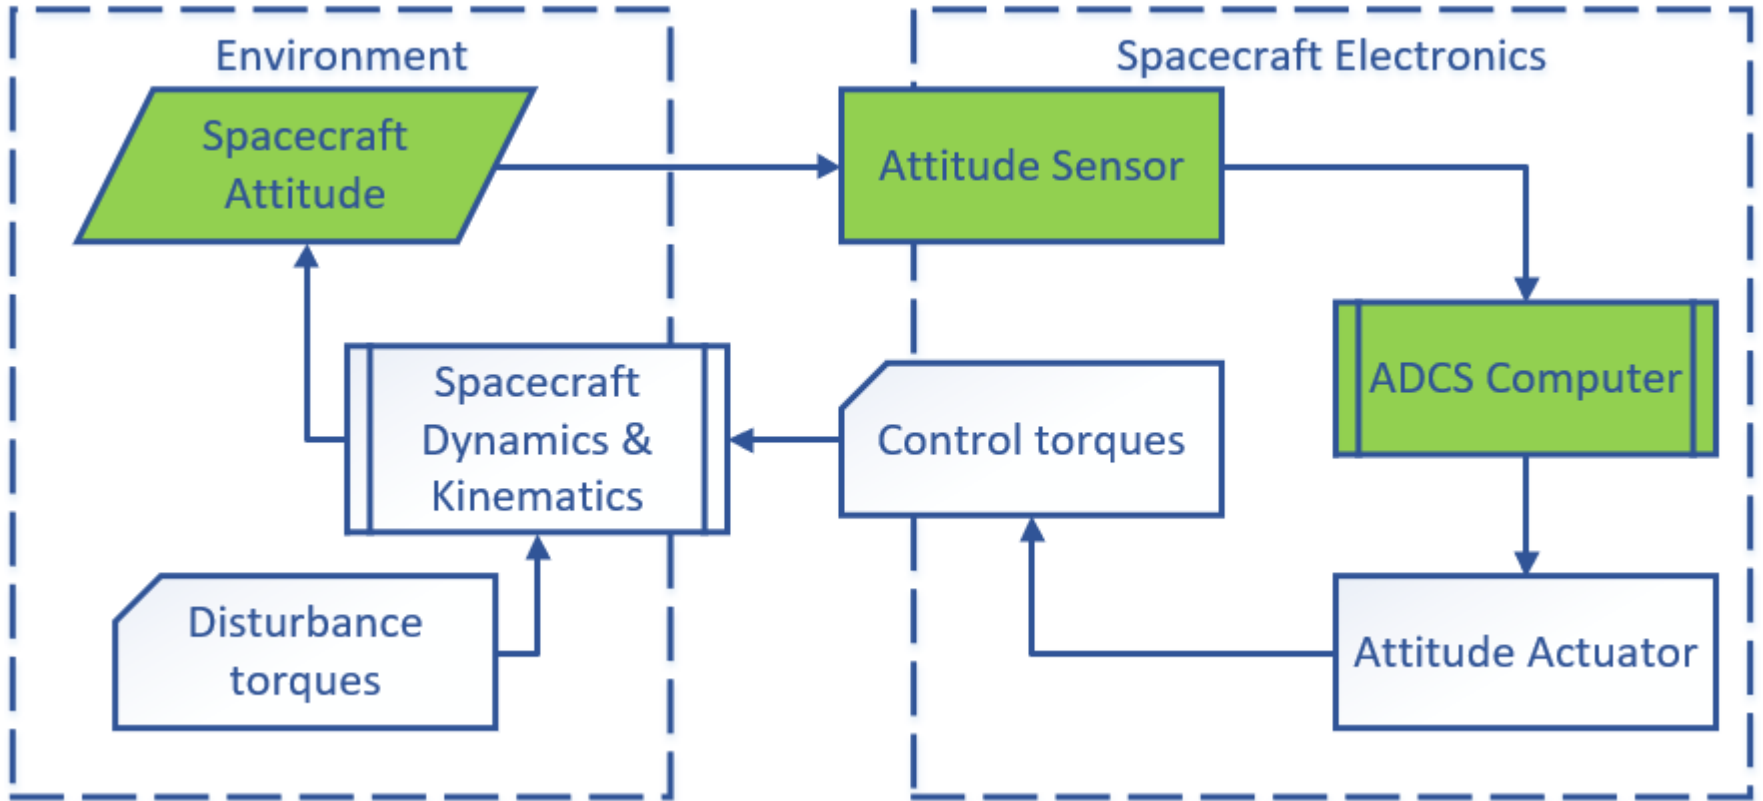 Environment
Spacecraft Electronics
Spacecraft
Attitude
Attitude Sensor
ADCS Computer
Spacecraft
Dynamics &
Kinematics
Control torques
Disturbance
torques
Attitude Actuator